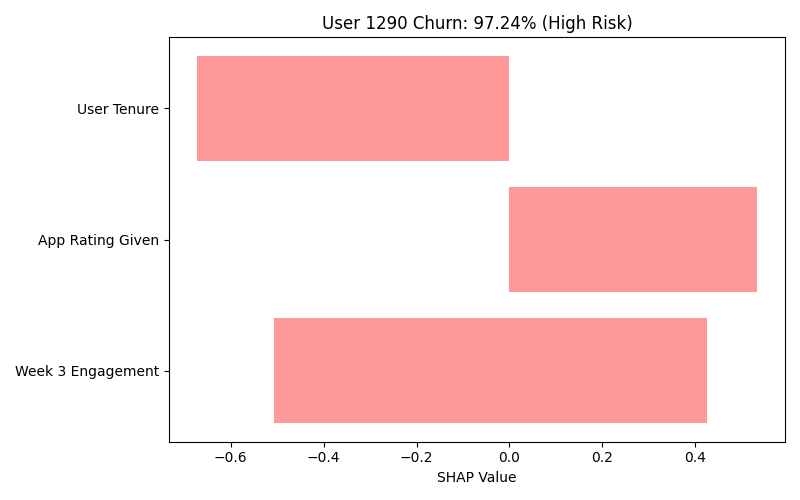 User 1290 Churn: 97.24% (High Risk)
User Tenure
App Rating Given
Week 3 Engagement
−0.6 −0.4 −0.2 0.0 0.2 0.4
SHAP Value